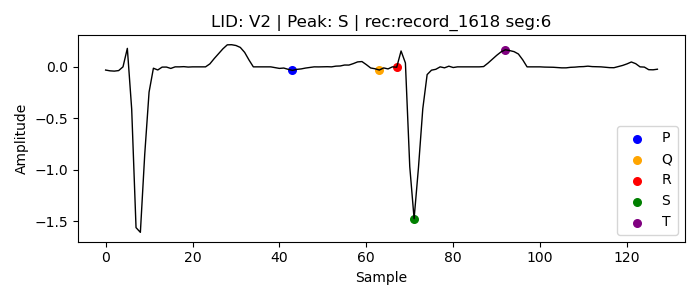 LID: V2 | Peak: S | rec:record_1618 seg:6
Amplitude
0.0
−0.5
−1.0
−1.5
0
20
40
60
80
100
120
Sample
P
Q
R
S
T